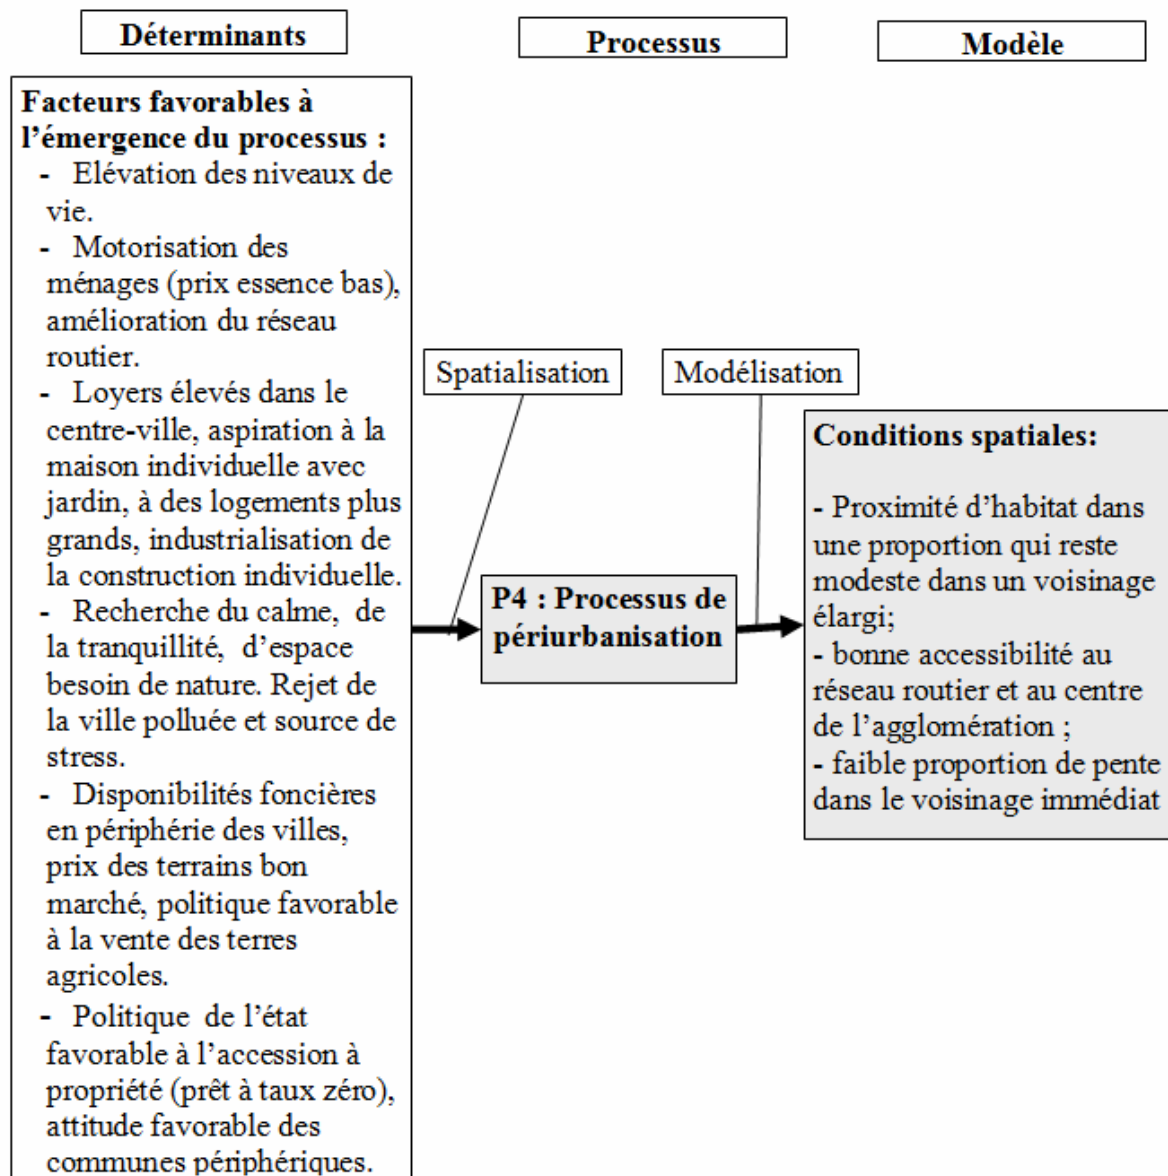 Déterminants
Processus
Modèle
Facteurs favorables à
l’émergence du processus :
- Elévation des niveaux de
vie.
- Motorisation des
ménages (prix essence bas),
amélioration du réseau
routier.
- Loyers élevés dans le
centre-ville, aspiration à la
maison individuelle avec
jardin, à des logements plus
grands, industrialisation de
la construction individuelle.
- Recherche du calme, de
la tranquillité, d’espace
besoin de nature. Rejet de
la ville polluée et source de
stress.
- Disponibilités foncières
en périphérie des villes,
prix des terrains bon
marché, politique favorable
à la vente des terres
agricoles.
- Politique de l’état
favorable à l’accession à
propriété (prêt à taux zéro),
attitude favorable des
communes périphériques.
Spatialisation
P4 : Processus de
périurbanisation
Modélisation
Conditions spatiales:
- Proximité d’habitat dans
une proportion qui reste
modeste dans un voisinage
élargi;
- bonne accessibilité au
réseau routier et au centre
de l’agglomération ;
- faible proportion de pente
dans le voisinage immédiat